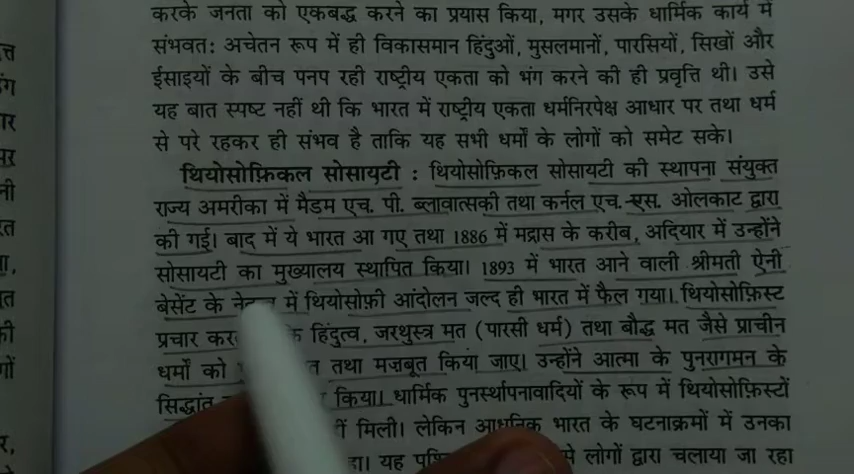 करके जनता को एकबद्ध करने का प्रयास किया, मगर उसके धार्मिक कार्य में
संभवतः अचेतन रूप में ही विकासमान हिंदुओं, मुसलमानों, पारसियों, सिखों और
ईसाइयों के बीच पनप रही राष्ट्रीय एकता को भंग करने की ही प्रवृत्ति थी। उसे
यह बात स्पष्ट नहीं थी कि भारत में राष्ट्रीय एकता धर्मनिरपेक्ष आधार पर तथा धर्म
से परे रहकर ही संभव है ताकि यह सभी धर्मों के लोगों को समेट सके।
थियोसोफ़िकल सोसायटी : थियोसोफ़िकल सोसायटी की स्थापना संयुक्त
राज्य अमरीका में मैडम एच. पी. ब्लावात्सकी तथा कर्नल एच. एस. ओलकाट द्वारा
की गई। बाद में ये भारत आ गए तथा 1886 में मद्रास के करीब, अदियार में उन्होंने
सोसायटी का मुख्यालय स्थापित किया। 1893 में भारत आने वाली श्रीमती ऐनी
बेसेंट के में थियोसोफ़ी आंदोलन जल्द ही भारत में फैल गया। थियोसोफ़िस्ट
प्रचार हिंदुत्व, जरथुस्त्र मत (पारसी धर्म) तथा बौद्ध मत जैसे प्राचीन
धर्मों को तथा मजबूत किया जाए। उन्होंने आत्मा के पुनरागमन के
सिद्धांत किया। धार्मिक पुनर्स्थापनावादियों के रूप में थियोसोफ़िस्टों
मिली। लेकिन आधुनिक भारत के घटनाक्रमों में उनका
यह लोगों द्वारा चलाया जा रहा